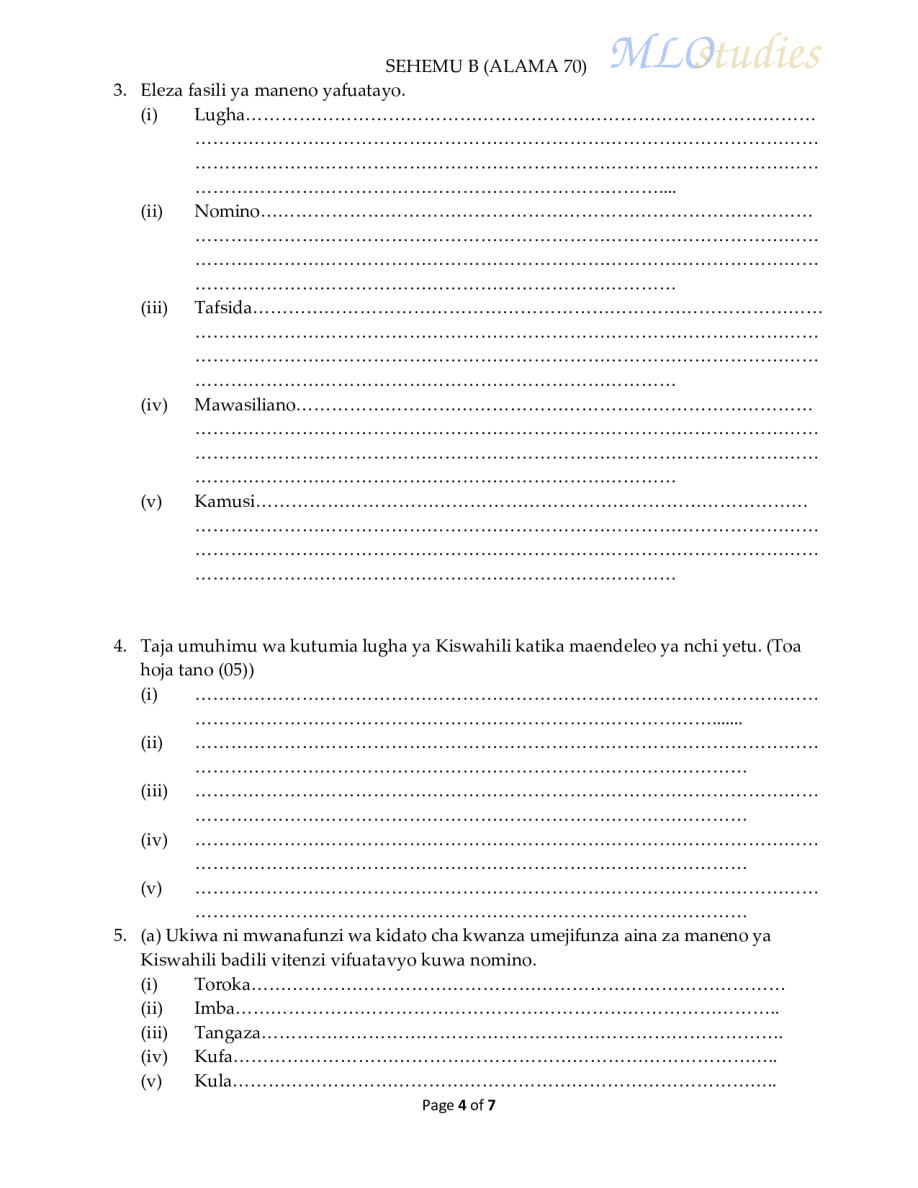 MLOstudies
SEHEMU B (ALAMA 70)
3. Eleza fasili ya maneno yafuatayo.
(i) Lugha……………………………………………………………………………………
……………………………………………………………………………………………
……………………………………………………………………………………………
……………………………………………………………………....
(ii) Nomino…………………………………………………………………………………
……………………………………………………………………………………………
……………………………………………………………………………………………
………………………………………………………………………
(iii) Tafsida……………………………………………………………………………………
……………………………………………………………………………………………
……………………………………………………………………………………………
………………………………………………………………………
(iv) Mawasiliano……………………………………………………………………………
……………………………………………………………………………………………
……………………………………………………………………………………………
………………………………………………………………………
(v) Kamusi…………………………………………………………………………………
……………………………………………………………………………………………
……………………………………………………………………………………………
………………………………………………………………………
4. Taja umuhimu wa kutumia lugha ya Kiswahili katika maendeleo ya nchi yetu. (Toa
hoja tano (05))
(i) ……………………………………………………………………………………………
…………………………………………………………………………….......
(ii) ……………………………………………………………………………………………
…………………………………………………………………………………
(iii) ……………………………………………………………………………………………
…………………………………………………………………………………
(iv) ……………………………………………………………………………………………
…………………………………………………………………………………
(v) ……………………………………………………………………………………………
…………………………………………………………………………………
5. (a) Ukiwa ni mwanafunzi wa kidato cha kwanza umejifunza aina za maneno ya
Kiswahili badili vitenzi vifuatavyo kuwa nomino.
(i) Toroka………………………………………………………………………………
(ii) Imba………………………………………………………………………………..
(iii) Tangaza…………………………………………………………………………….
(iv) Kufa………………………………………………………………………………..
(v) Kula………………………………………………………………………………..
Page 4 of 7